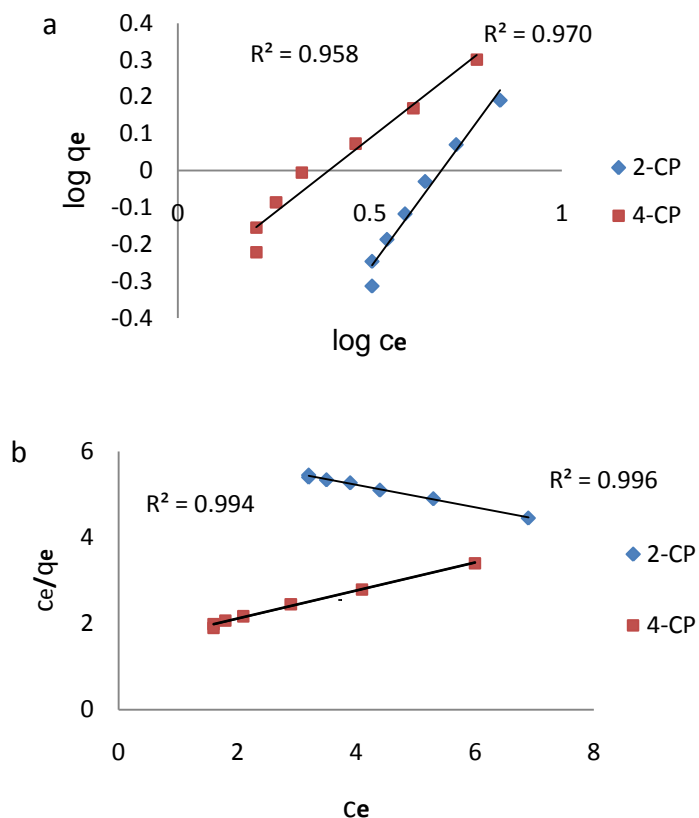 a
0.4
0.3
0.2
0.1
0
-0.1
-0.2
-0.3
-0.4
0
0.5
1
R² = 0.958
R² = 0.970
log qe
log ce
2-CP
4-CP
b
6
4
2
0
0
2
4
6
8
R² = 0.994
R² = 0.996
ce/qe
ce
2-CP
4-CP